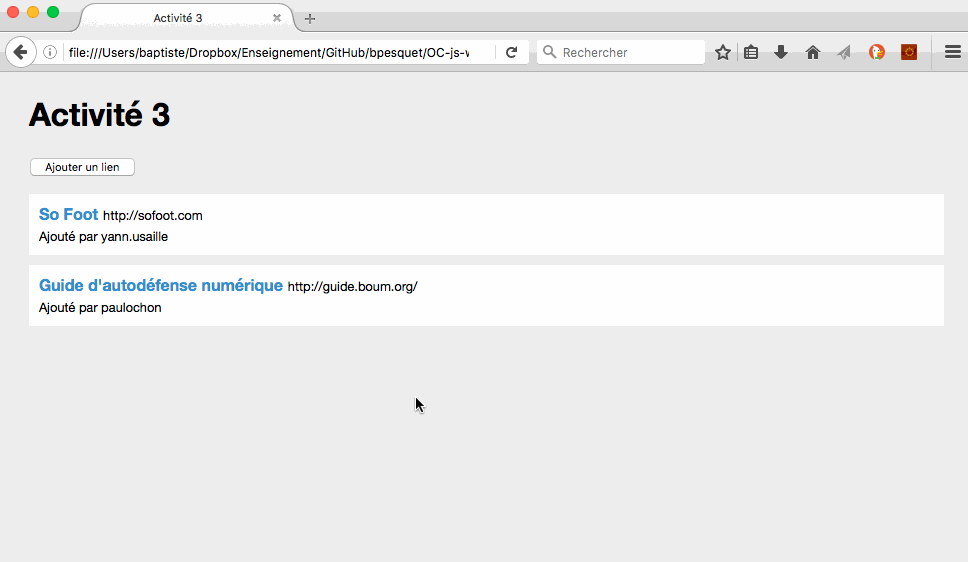 Activité 3
file:///Users/baptiste/Dropbox/Enseignement/GitHub/bpesquet/OC-js-
Rechercher
Activité 3
Ajouter un lien
So Foot http://sofoot.com
Ajouté par yann.usaille
Guide d'autodéfense numérique http://guide.boum.org/
Ajouté par paulochon